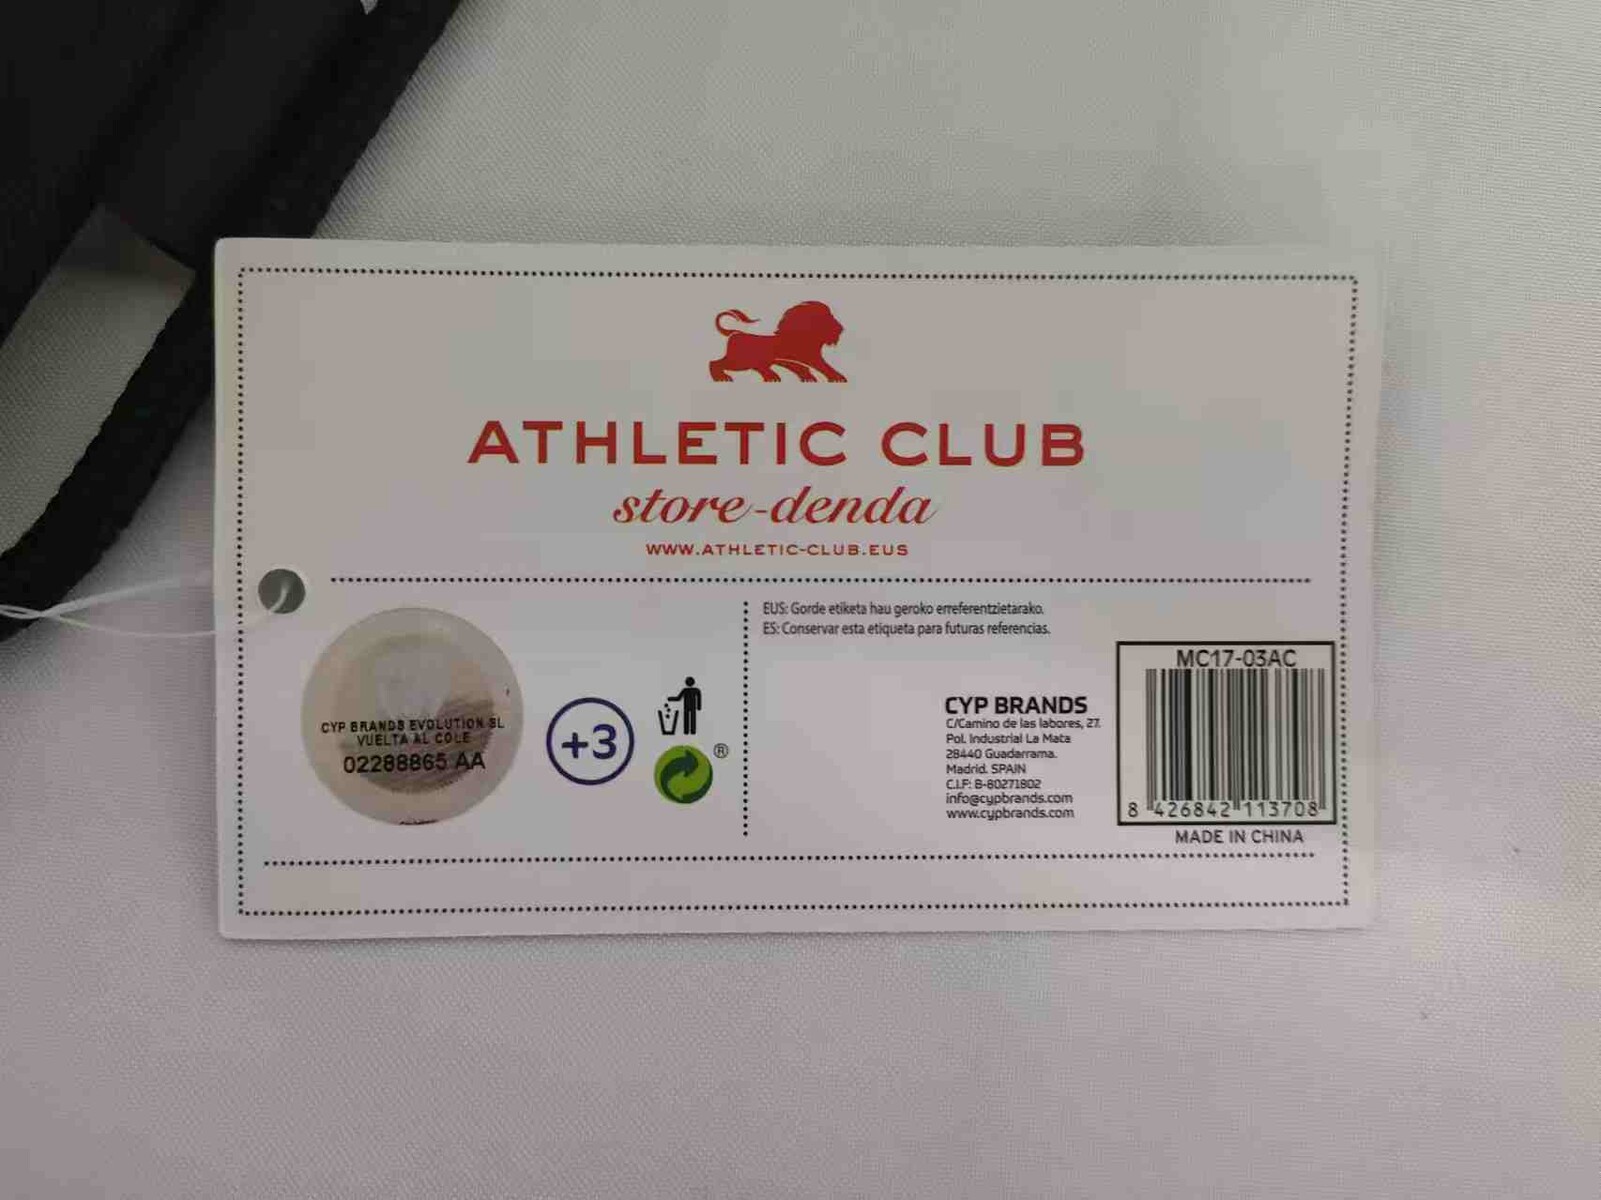 ATHLETIC CLUB
store-denda
WWW.ATHLETIC-CLUB.EUS
EUS: Gorde etiketa hau geroko erreferentzietarako.
ES: Conservar esta etiqueta para futuras referencias.
CYP BRANDS EVOLUTION SL
VUELTA AL COLE
02288865 AA
+3
®
CYP BRANDS
C/Camino de las labores, 27.
Pol. Industrial La Mata
28440 Guadarrama.
Madrid. SPAIN
C.I.F: B-80271802
info@cypbrands.com
www.cypbrands.com
MC17-03AC
8 426842 113708
MADE IN CHINA